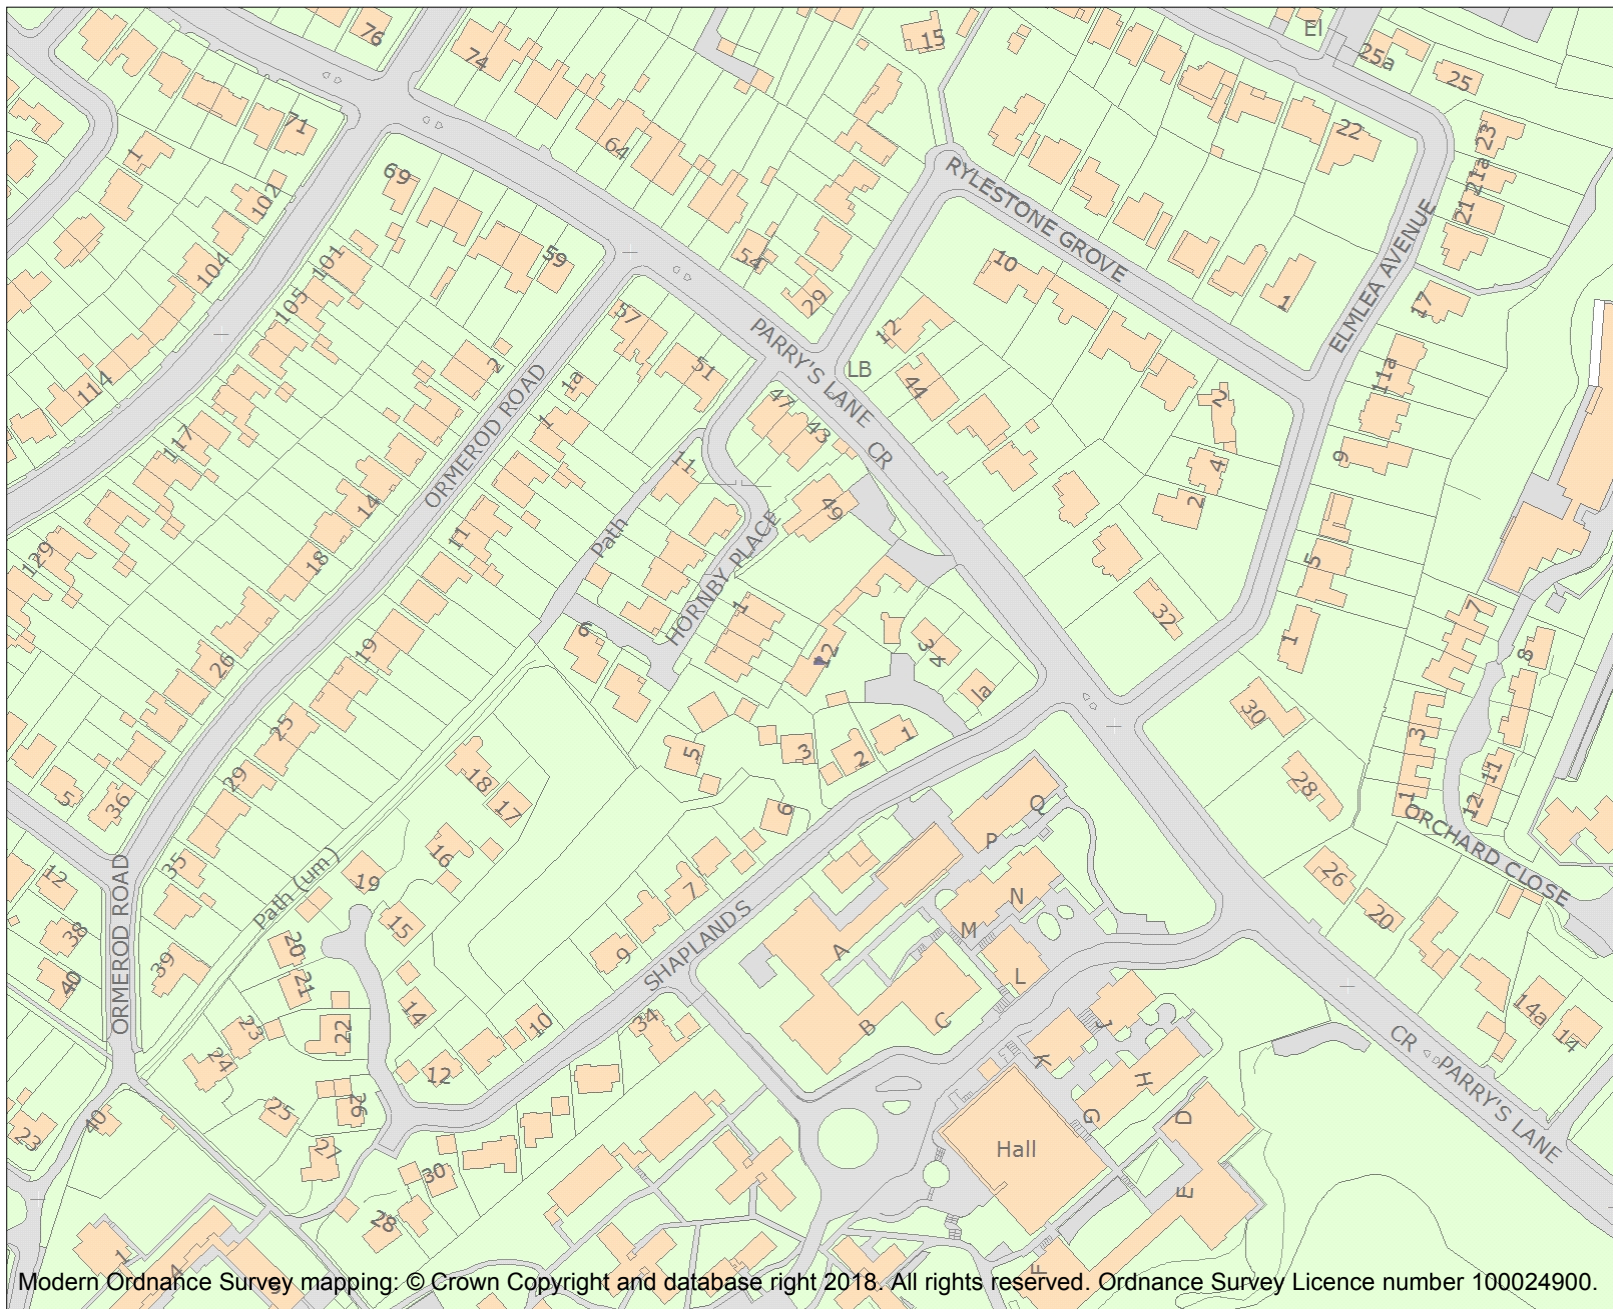 76
74
15
El
25a
25
71
64
22
23
1
69
102
RYLESTONE GROVE
21a
21
104
101
59
54
10
ELMLEA AVENUE
105
29
1
17
57
PARRY'S LANE
12
114
2
51
LB
11a
1a
44
2
ORMEROD ROAD
47
43
1
117
CR
9
11
4
14
49
2
129
11
Path
18
HORNBY PLACE
5
1
32
7
6
19
12
3
4
1
8
26
1a
25
30
3
5
1
2
3
29
18
28
11
5
36
17
Q
1
12
6
ORCHARD CLOSE
P
16
35
Path (um)
26
12
19
7
N
20
15
M
38
20
SHAPLANDS
9
A
39
L
40
21
ORMEROD ROAD
14
14a
23
22
34
10
B
C
J
14
24
K
CR
PARRY'S LANE
12
H
26
25
40
G
D
23
27
Hall
30
E
28
1
4
F
Modern Ordnance Survey mapping: © Crown Copyright and database right 2018. All rights reserved. Ordnance Survey Licence number 100024900.